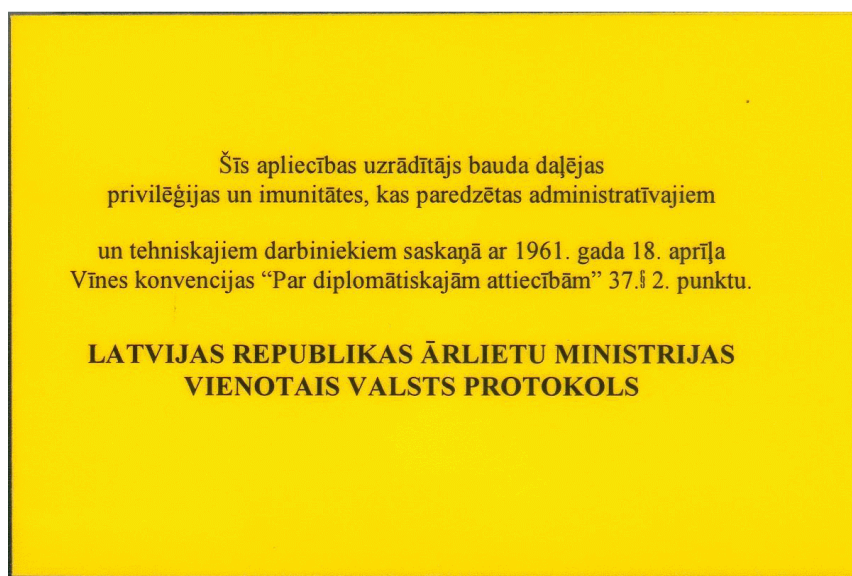 Šīs apliecības uzrādītājs bauda daļējas
privilēģijas un imunitātes, kas paredzētas administratīvajiem
un tehniskajiem darbiniekiem saskaņā ar 1961. gada 18. aprīļa
Vīnes konvencijas “Par diplomātiskajām attiecībām” 37.§ 2. punktu.
LATVIJAS REPUBLIKAS ĀRLIETU MINISTRIJAS
VIENOTAIS VALSTS PROTOKOLS